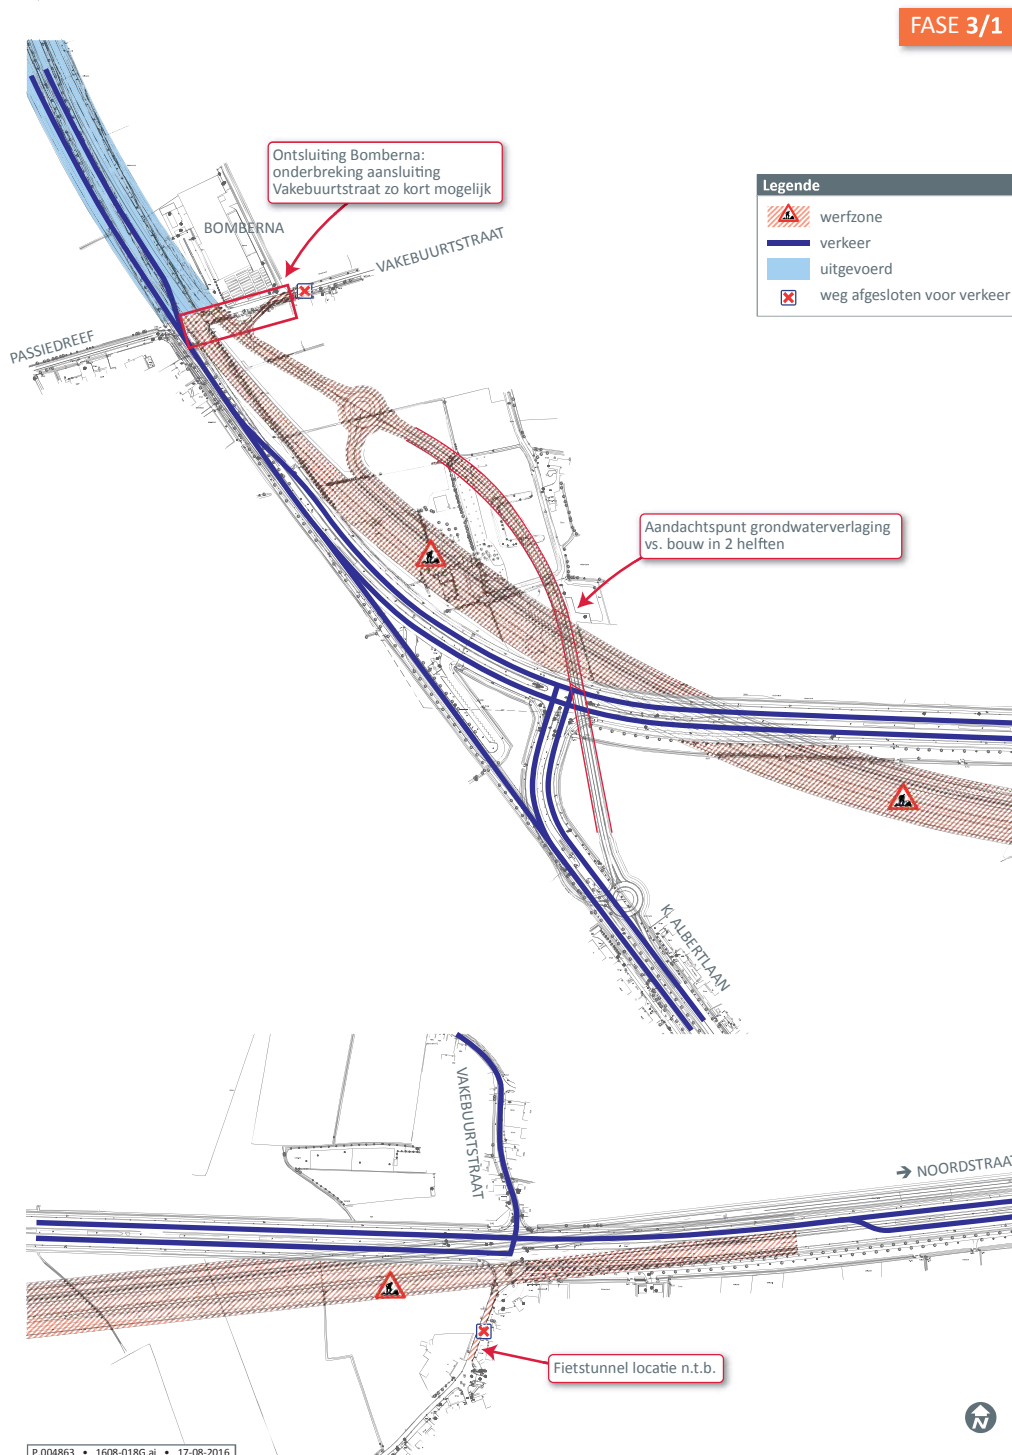 FASE 3/1
Ontsluiting Bomberna:
onderbreking aansluiting
Vakebuurtstraat zo kort mogelijk
Legende
werfzone
verkeer
uitgevoerd
weg afgesloten voor verkeer
BOMBERNA
VAKEBUURTSTRAAT
PASSIEDREEF
Aandachtspunt grondwaterverlaging
vs. bouw in 2 helften
K. ALBERTLAAN
VAKEBUURTSTRAAT
NOORDSTRAAT
Fietstunnel locatie n.t.b.
N
P.004863 • 1608-018G.ai • 17-08-2016